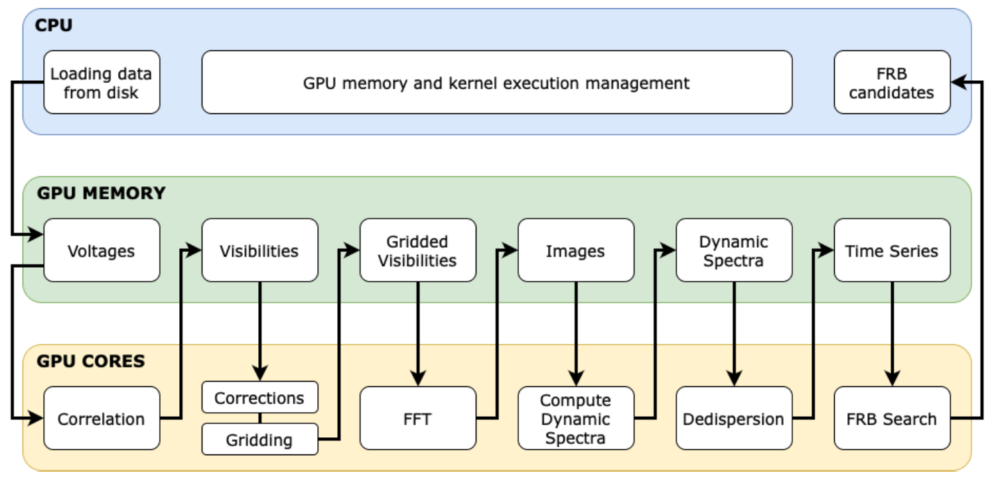 CPU
Loading data
from disk
GPU memory and kernel execution management
FRB
candidates
GPU MEMORY
Voltages
Visibilities
Gridded
Visibilities
Images
Dynamic
Spectra
Time Series
GPU CORES
Correlation
Corrections
Gridding
FFT
Compute
Dynamic
Spectra
Dedispersion
FRB Search